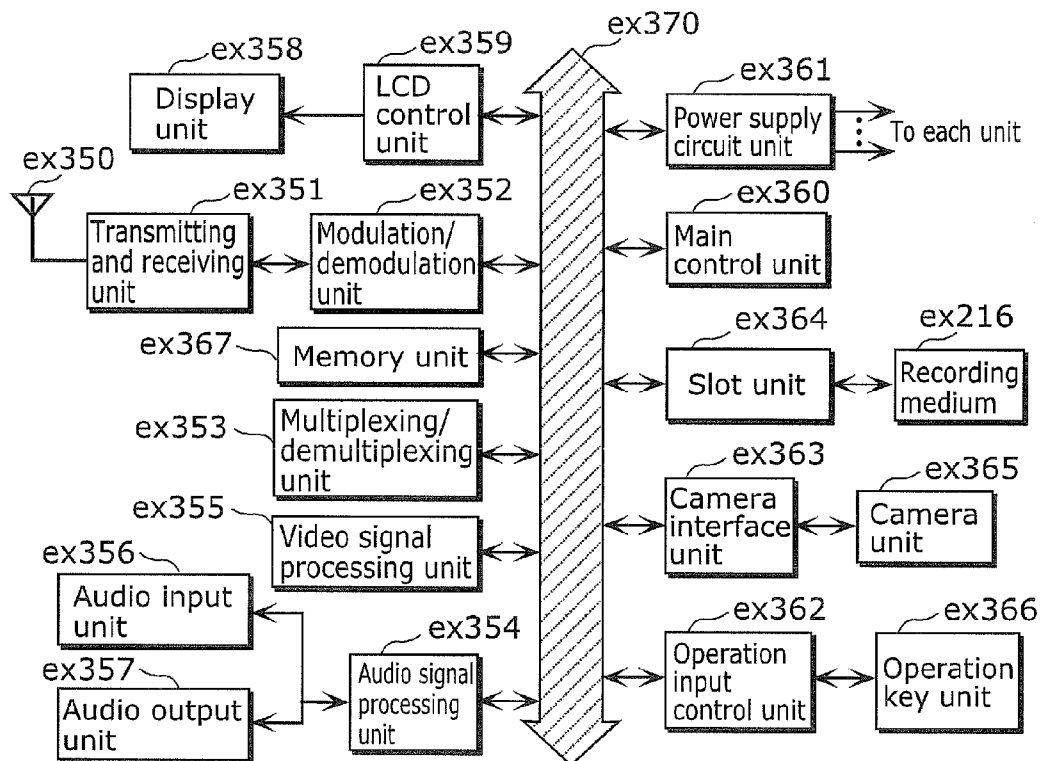 ex370
ex358
ex359
ex361
Display
unit
LCD
control
unit
Power supply
circuit unit
To each unit
ex350
ex351
ex352
ex360
Transmitting
and receiving
unit
Modulation/
demodulation
unit
Main
control unit
ex367
Memory unit
ex364
ex216
Slot unit
Recording
medium
ex353
Multiplexing/
demultiplexing
unit
ex363
ex365
Camera
interface
unit
Camera
unit
ex355
Video signal
processing unit
ex356
Audio input
unit
ex354
ex362
ex366
Audio signal
processing
unit
Operation
input
control unit
Operation
key unit
ex357
Audio output
unit